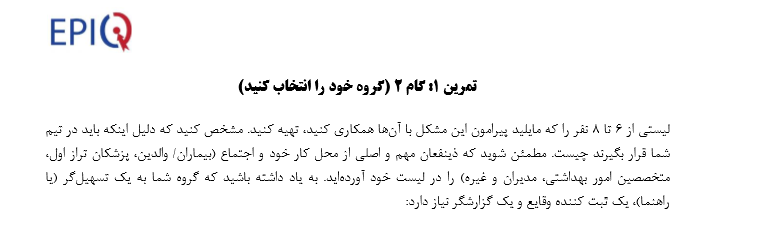 EPIQ
تمرین ۱: گام ۲ (گروه خود را انتخاب کنید)
لیستی از ۶ تا ۸ نفر را که مایلید پیرامون این مشکل با آن‌ها همکاری کنید، تهیه کنید. مشخص کنید که دلیل اینکه باید در تیم
شما قرار بگیرند چیست. مطمئن شوید که ذینفعان مهم و اصلی از محل کار خود و اجتماع (بیماران/ والدین، پزشکان تراز اول،
متخصصین امور بهداشتی، مدیران و غیره) را در لیست خود آورده‌اید. به یاد داشته باشید که گروه شما به یک تسهیل‌گر (یا
راهنما)، یک ثبت کننده وقایع و یک گزارشگر نیاز دارد: